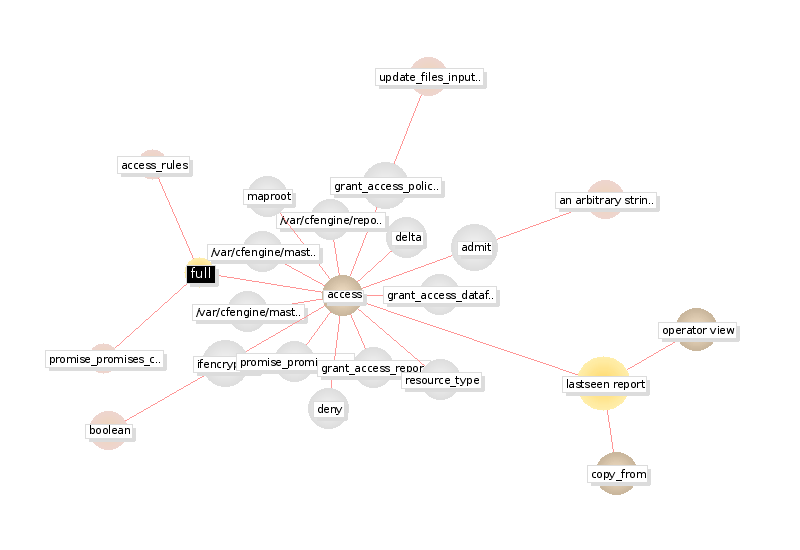 update_files_input..
access_rules
grant_access_polic..
maproot
an arbitrary strin..
/var/cfengine/repo..
delta
admit
/var/cfengine/mast..
full
access
grant_access_dataf..
/var/cfengine/mast..
operator view
promise_promises_c..
ifencryp
promise_promi
grant_access_repor
resource_type
lastseen report
deny
boolean
copy_from